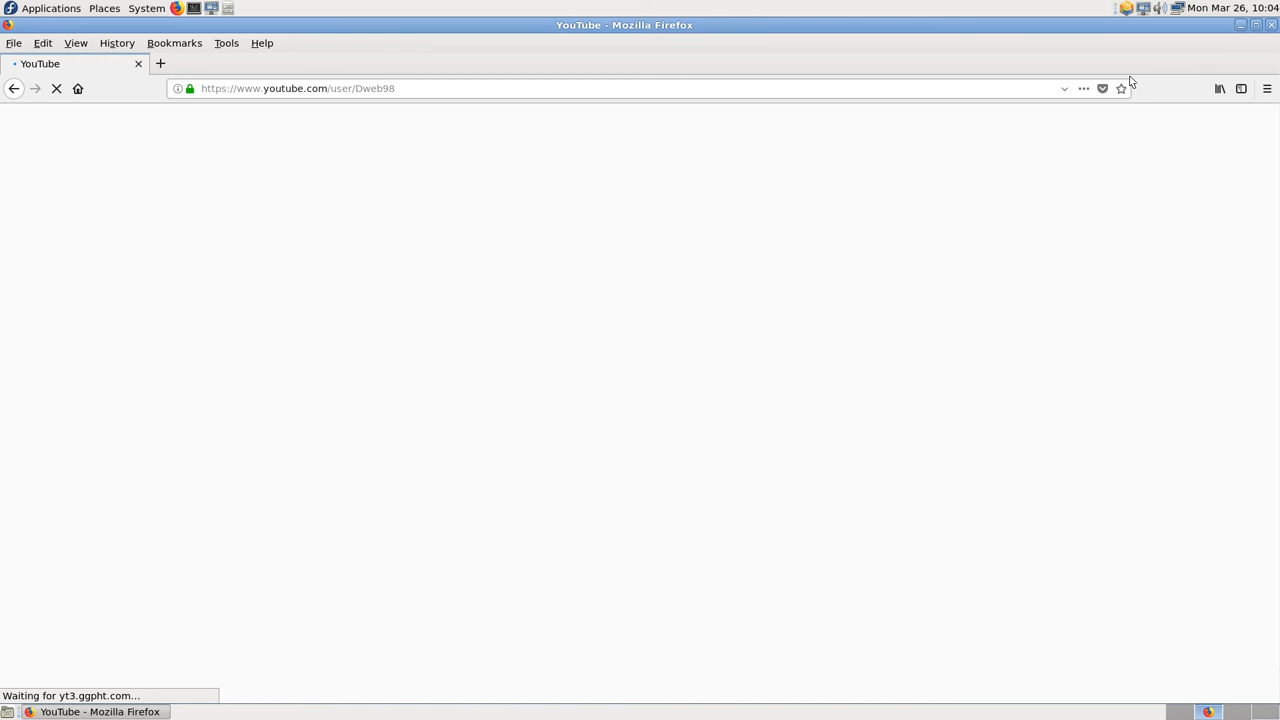 Applications Places System Mon Mar 26, 10:04
YouTube - Mozilla Firefox
File Edit View History Bookmarks Tools Help
YouTube
https://www.youtube.com/user/Dweb98
Waiting for yt3.ggpht.com...
YouTube - Mozilla Firefox